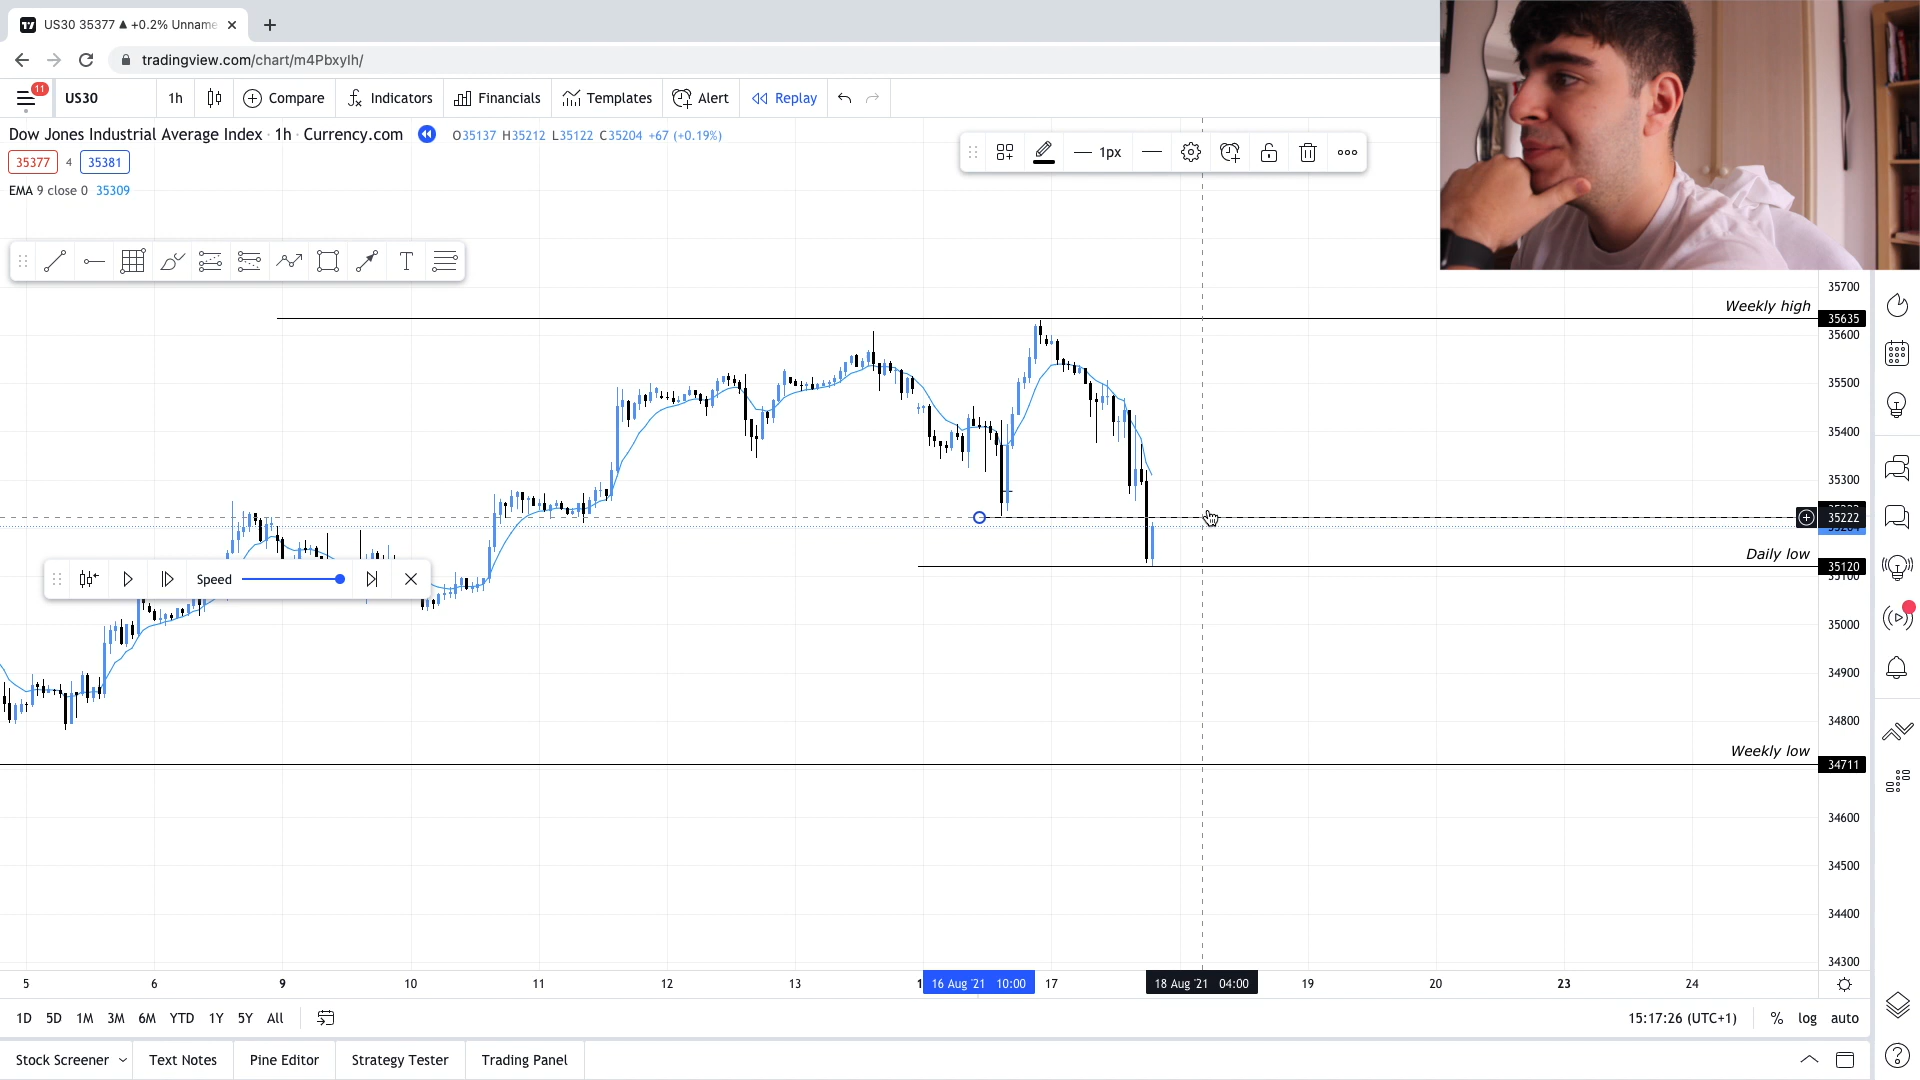 US30 35377 ▲ +0.2% Unname
tradingview.com/chart/m4PbxyIh/
11
US30
1h
Compare
Indicators
Financials
Templates
Alert
Replay
Dow Jones Industrial Average Index · 1h · Currency.com
O35137 H35212 L35122 C35204 +67 (+0.19%)
35377 4 35381
EMA 9 close 0 35309
1px
Speed
Weekly high
Daily low
Weekly low
35700
35635
35600
35500
35400
35300
35222
35120
35100
35000
34900
34800
34711
34600
34500
34400
34300
5 6 9 10 11 12 13 1 16 Aug '21 10:00 17 18 Aug '21 04:00 19 20 23 24
1D 5D 1M 3M 6M YTD 1Y 5Y All
15:17:26 (UTC+1) % log auto
Stock Screener Text Notes Pine Editor Strategy Tester Trading Panel